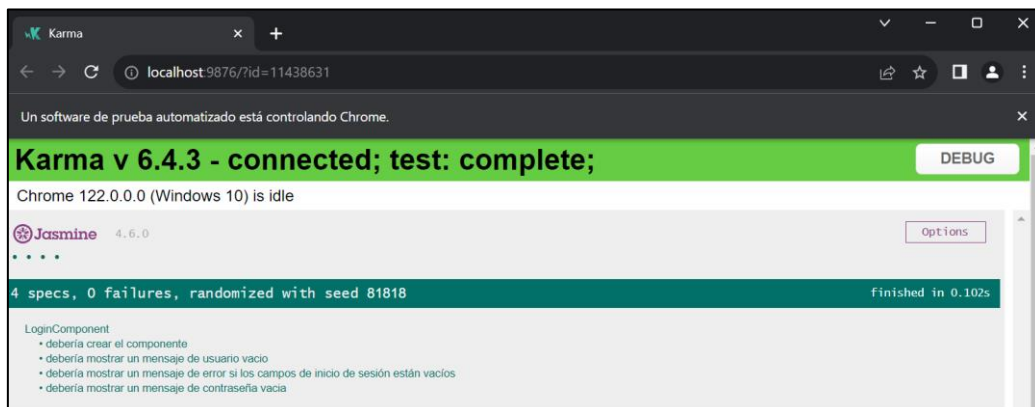 Karma
localhost:9876/?id=11438631
Un software de prueba automatizado está controlando Chrome.
Karma v 6.4.3 - connected; test: complete;
DEBUG
Chrome 122.0.0.0 (Windows 10) is idle
Jasmine 4.6.0
Options
4 specs, 0 failures, randomized with seed 81818
finished in 0.102s
LoginComponent
• debería crear el componente
• debería mostrar un mensaje de usuario vacio
• debería mostrar un mensaje de error si los campos de inicio de sesión están vacíos
• debería mostrar un mensaje de contraseña vacia